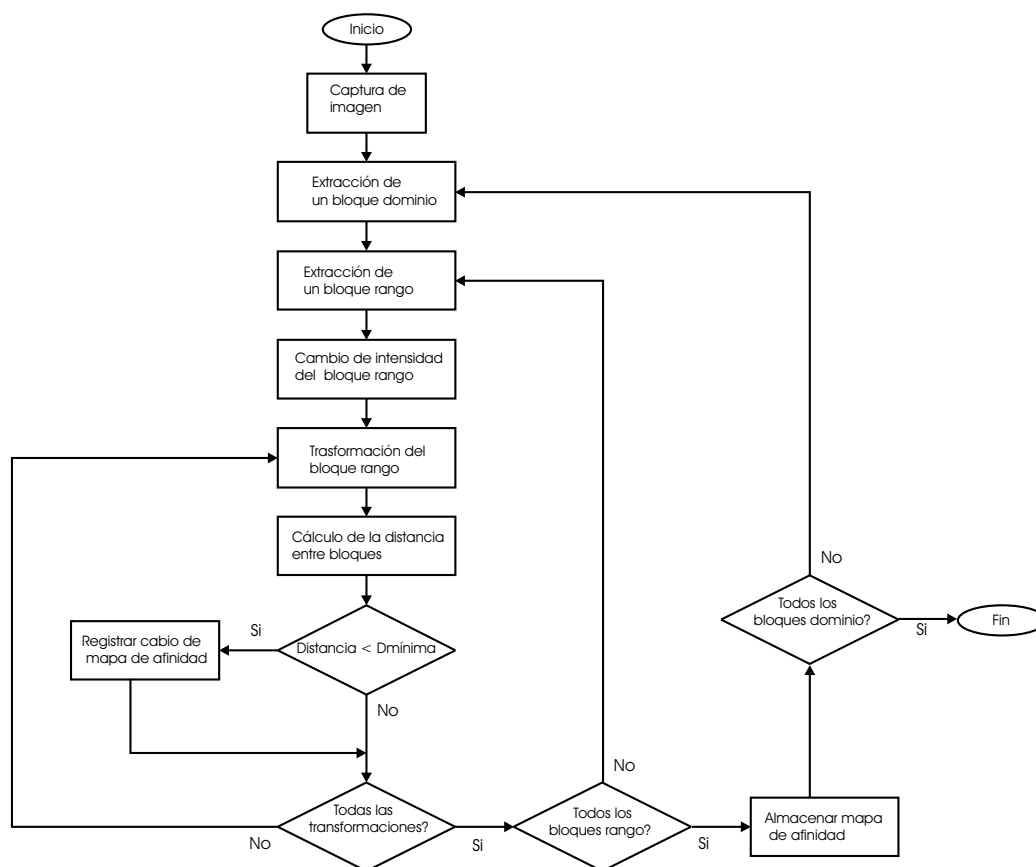 Inicio
Captura de
imagen
Extracción de
un bloque dominio
Extracción de
un bloque rango
Cambio de intensidad
del bloque rango
Trasformación del
bloque rango
Cálculo de la distancia
entre bloques
Distancia < Dmínima
Si
Registrar cabio de
mapa de afinidad
No
Todas las
transformaciones?
No
Si
Todos los
bloques rango?
No
Si
Almacenar mapa
de afinidad
Todos los
bloques dominio?
No
Si
Fin